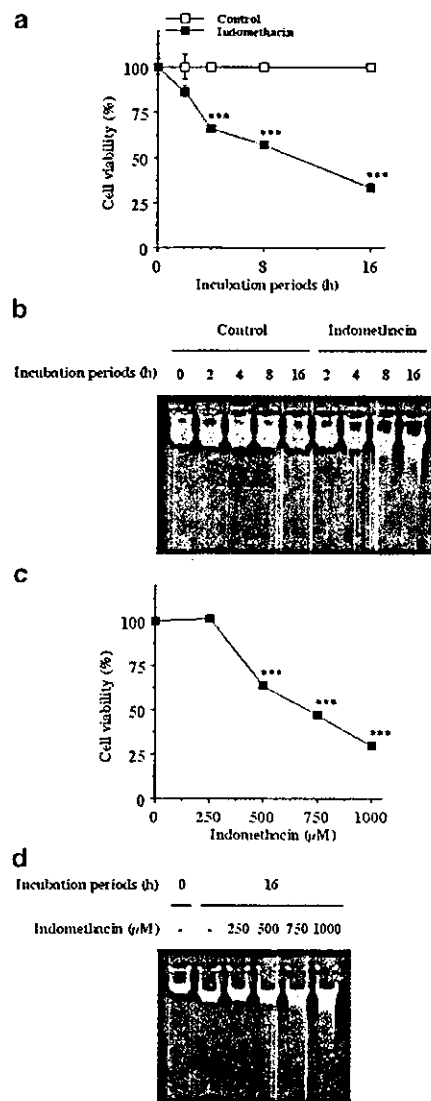 a
Control
Indomethacin
100
75
50
25
0
Cell viability (%)
***
***
***
0 8 16
Incubation periods (h)
b
Control Indomethacin
Incubation periods (h) 0 2 4 8 16 2 4 8 16
c
100
75
50
25
Cell viability (%)
***
***
***
0 250 500 750 1000
Indomethacin (μM)
d
Incubation periods (h) 0 16
Indomethacin (μM) - - 250 500 750 1000